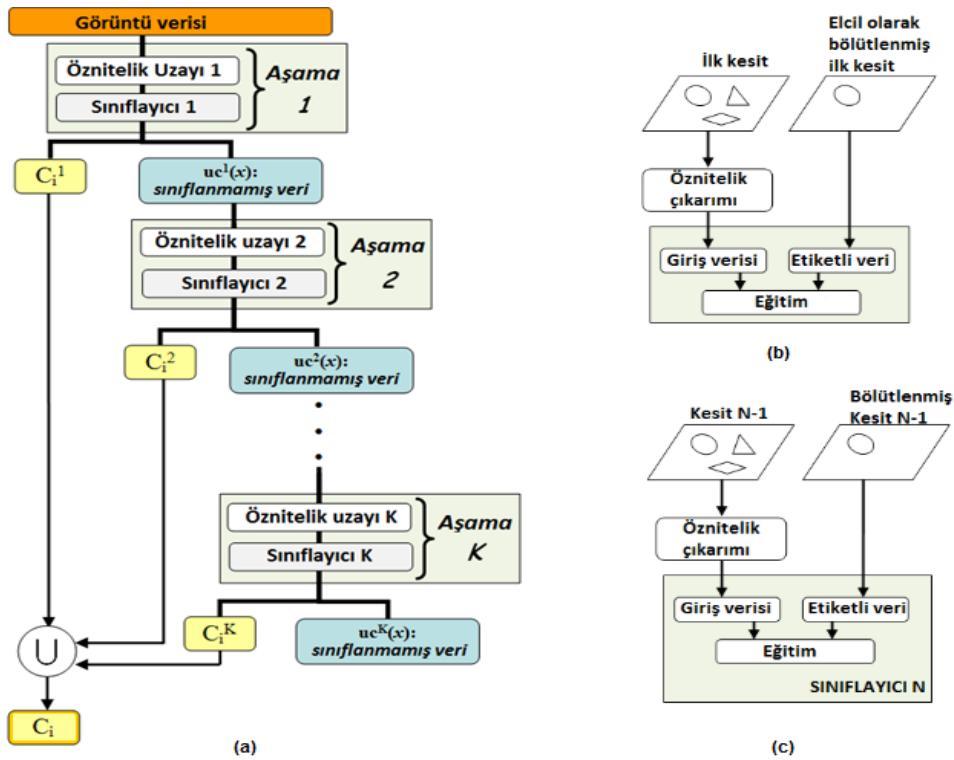 Görüntü verisi
Öznitelik Uzayı 1
Sınıflayıcı 1
Aşama
1
Cᵢ¹
uc¹(x):
sınıflanmamış veri
Öznitelik uzayı 2
Sınıflayıcı 2
Aşama
2
Cᵢ²
uc²(x):
sınıflanmamış veri
Öznitelik uzayı K
Sınıflayıcı K
Aşama
K
Cᵢᴷ
ucᴷ(x):
sınıflanmamış veri
U
Cᵢ
(a)
İlk kesit
Elcil olarak
bölütlenmiş
ilk kesit
Öznitelik
çıkarımı
Giriş verisi
Etiketli veri
Eğitim
(b)
Kesit N-1
Bölütlenmiş
Kesit N-1
Öznitelik
çıkarımı
Giriş verisi
Etiketli veri
Eğitim
SINIFLAYICI N
(c)